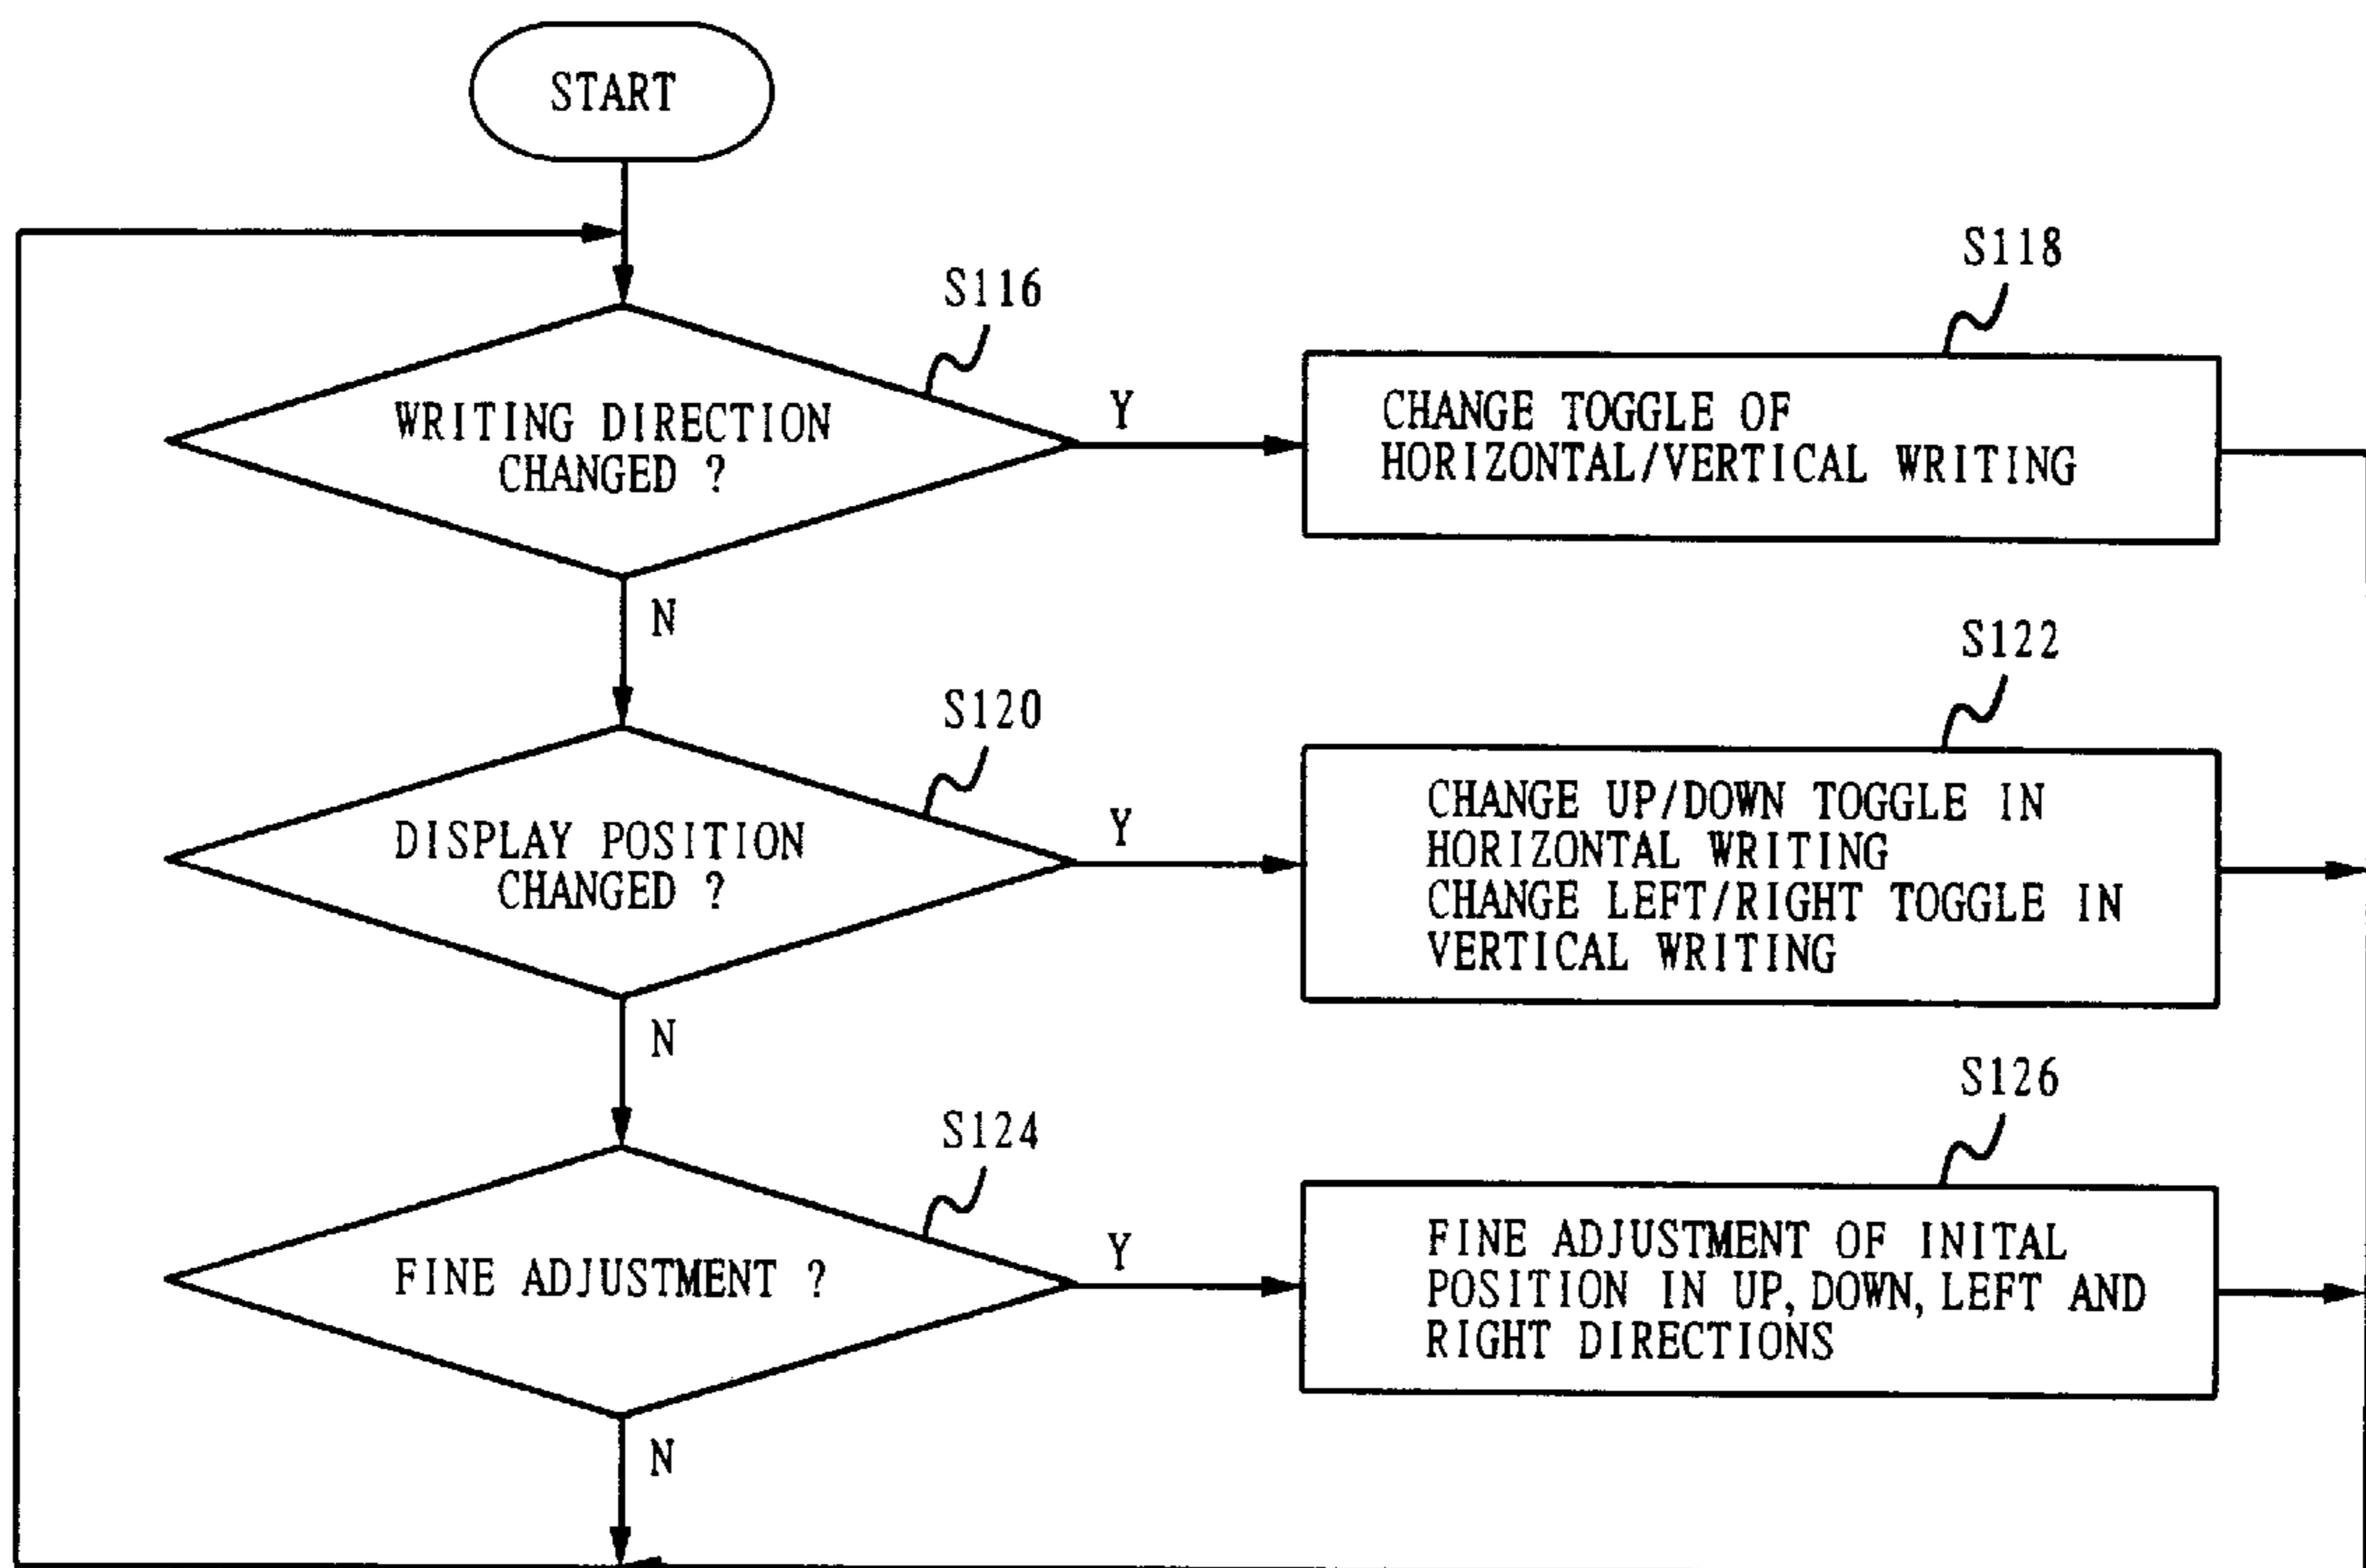 START
S116
WRITING DIRECTION
CHANGED ?
Y
N
S118
CHANGE TOGGLE OF
HORIZONTAL/VERTICAL WRITING
S120
DISPLAY POSITION
CHANGED ?
Y
N
S122
CHANGE UP/DOWN TOGGLE IN
HORIZONTAL WRITING
CHANGE LEFT/RIGHT TOGGLE IN
VERTICAL WRITING
S124
FINE ADJUSTMENT ?
Y
N
S126
FINE ADJUSTMENT OF INITAL
POSITION IN UP, DOWN, LEFT AND
RIGHT DIRECTIONS